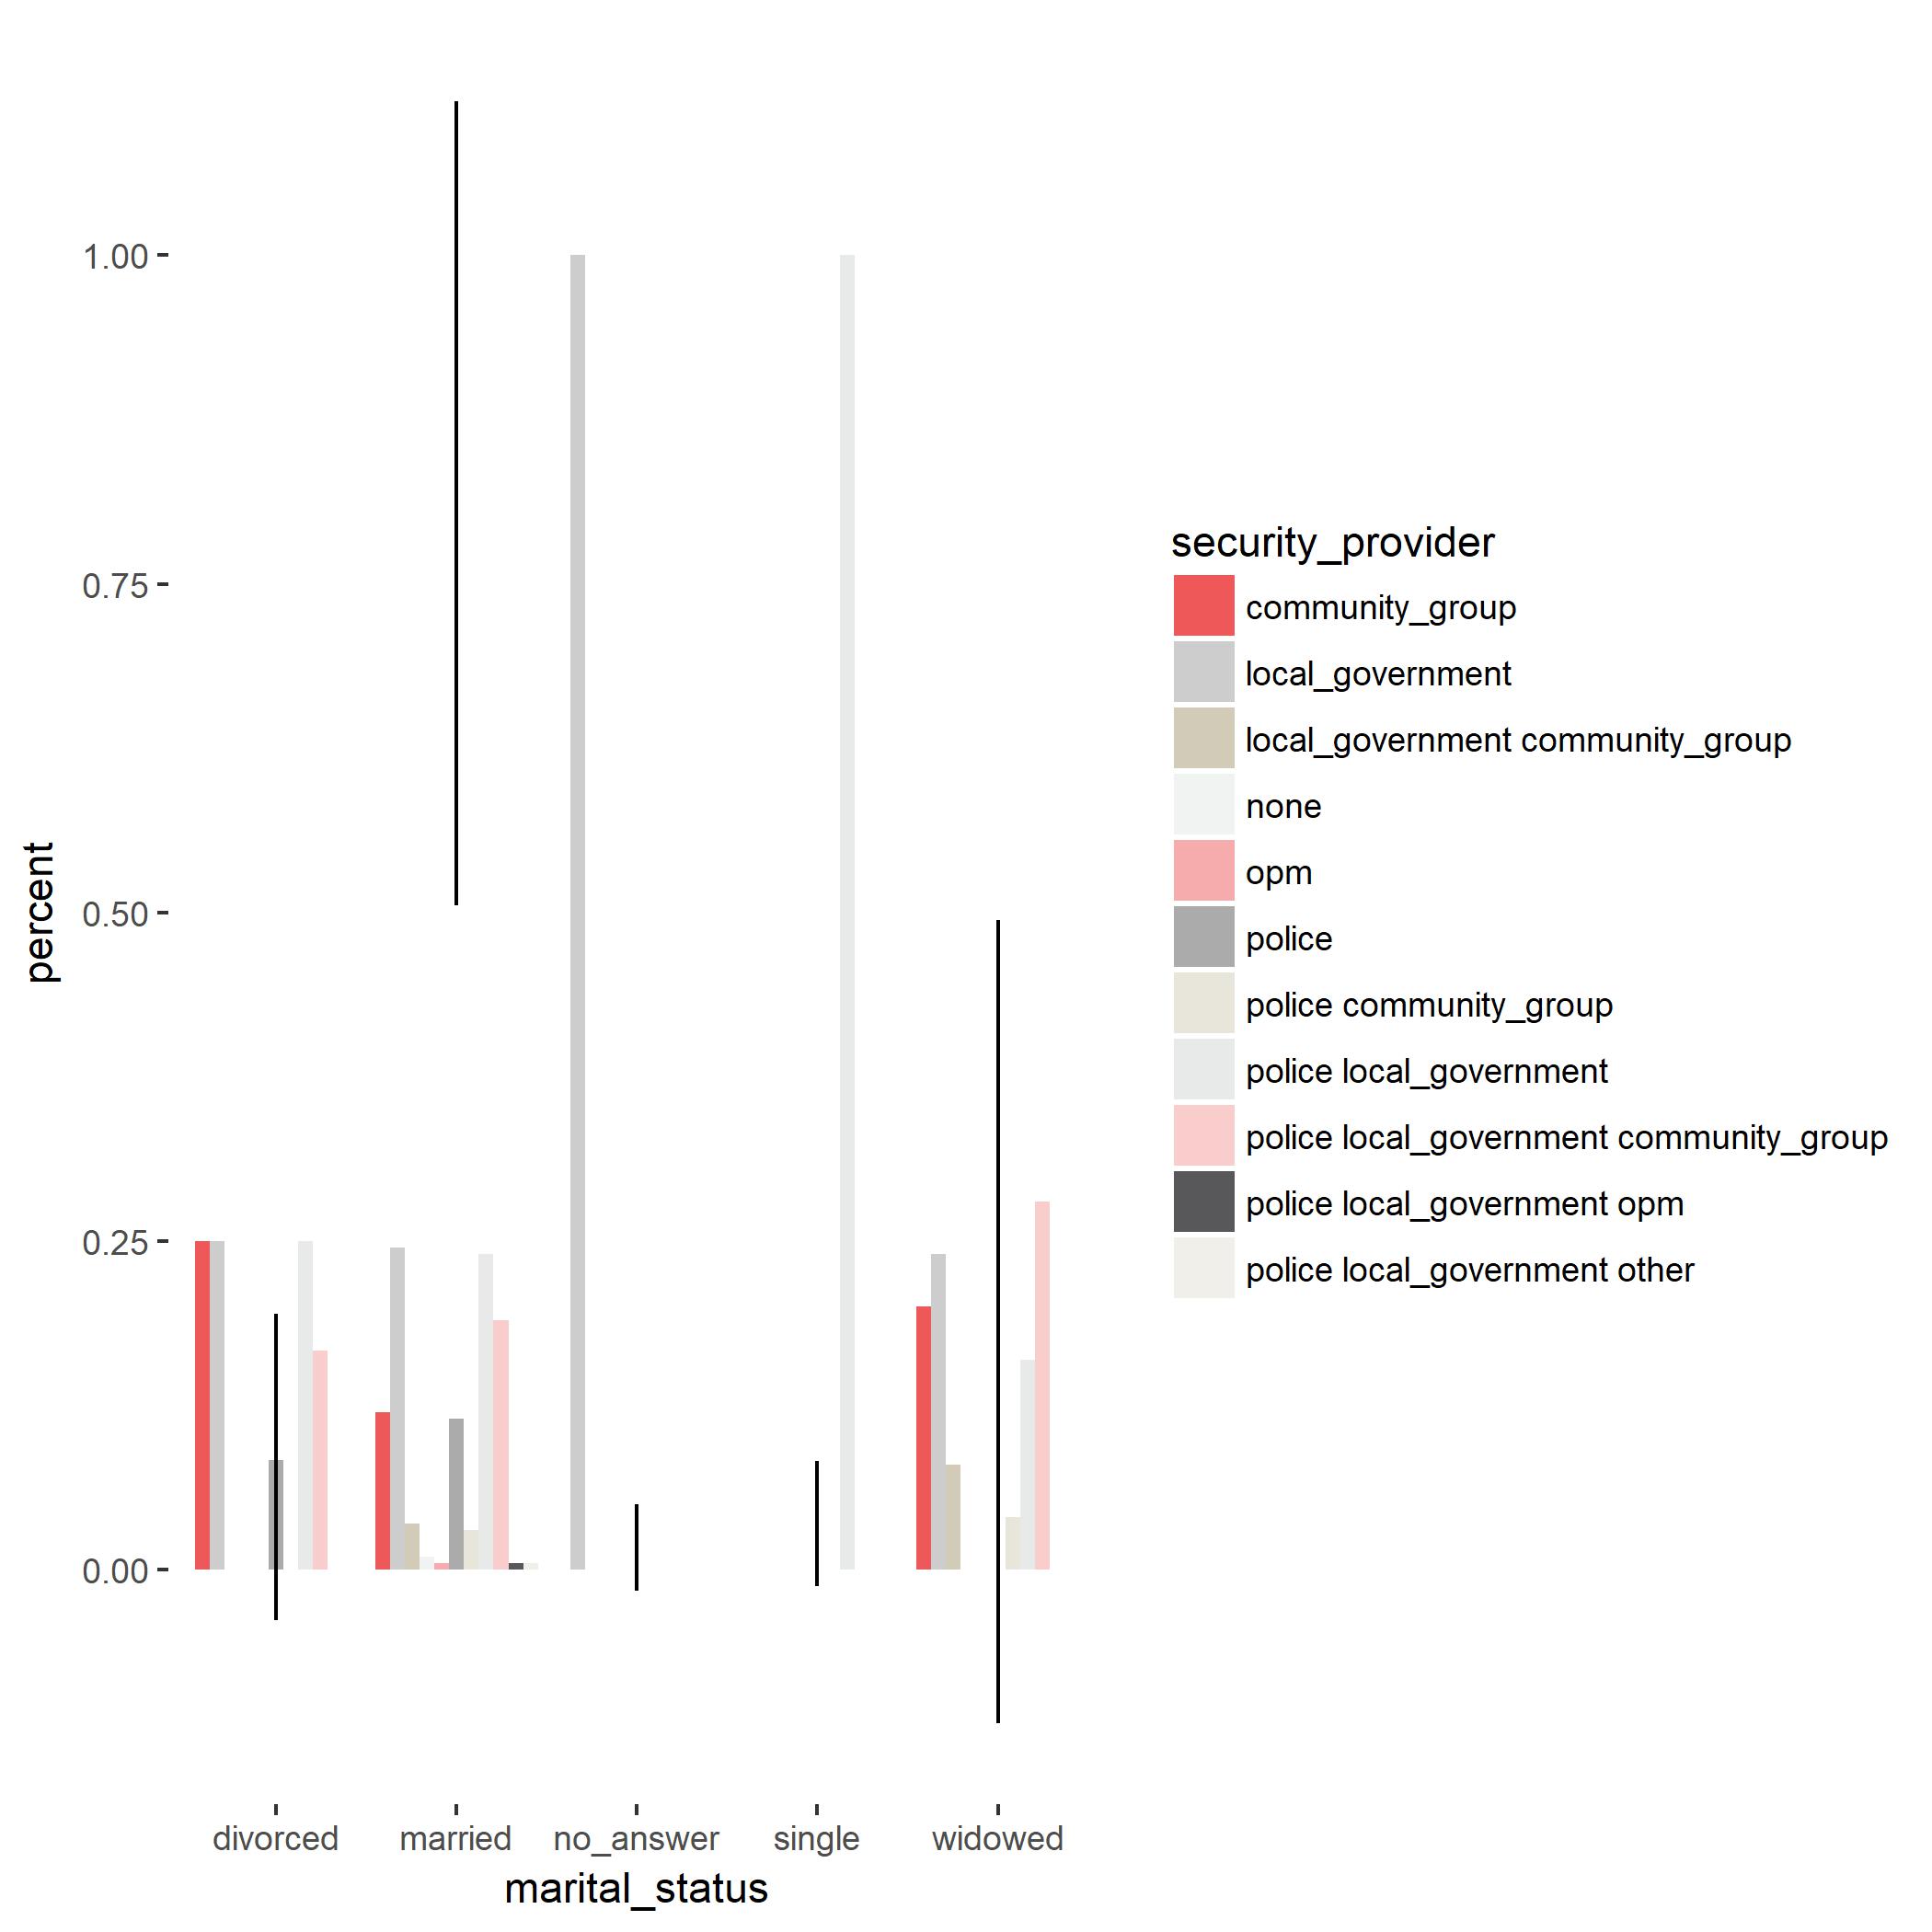 1.00
0.75
0.50
0.25
0.00
percent
divorced married no_answer single widowed
marital_status
security_provider
community_group
local_government
local_government community_group
none
opm
police
police community_group
police local_government
police local_government community_group
police local_government opm
police local_government other